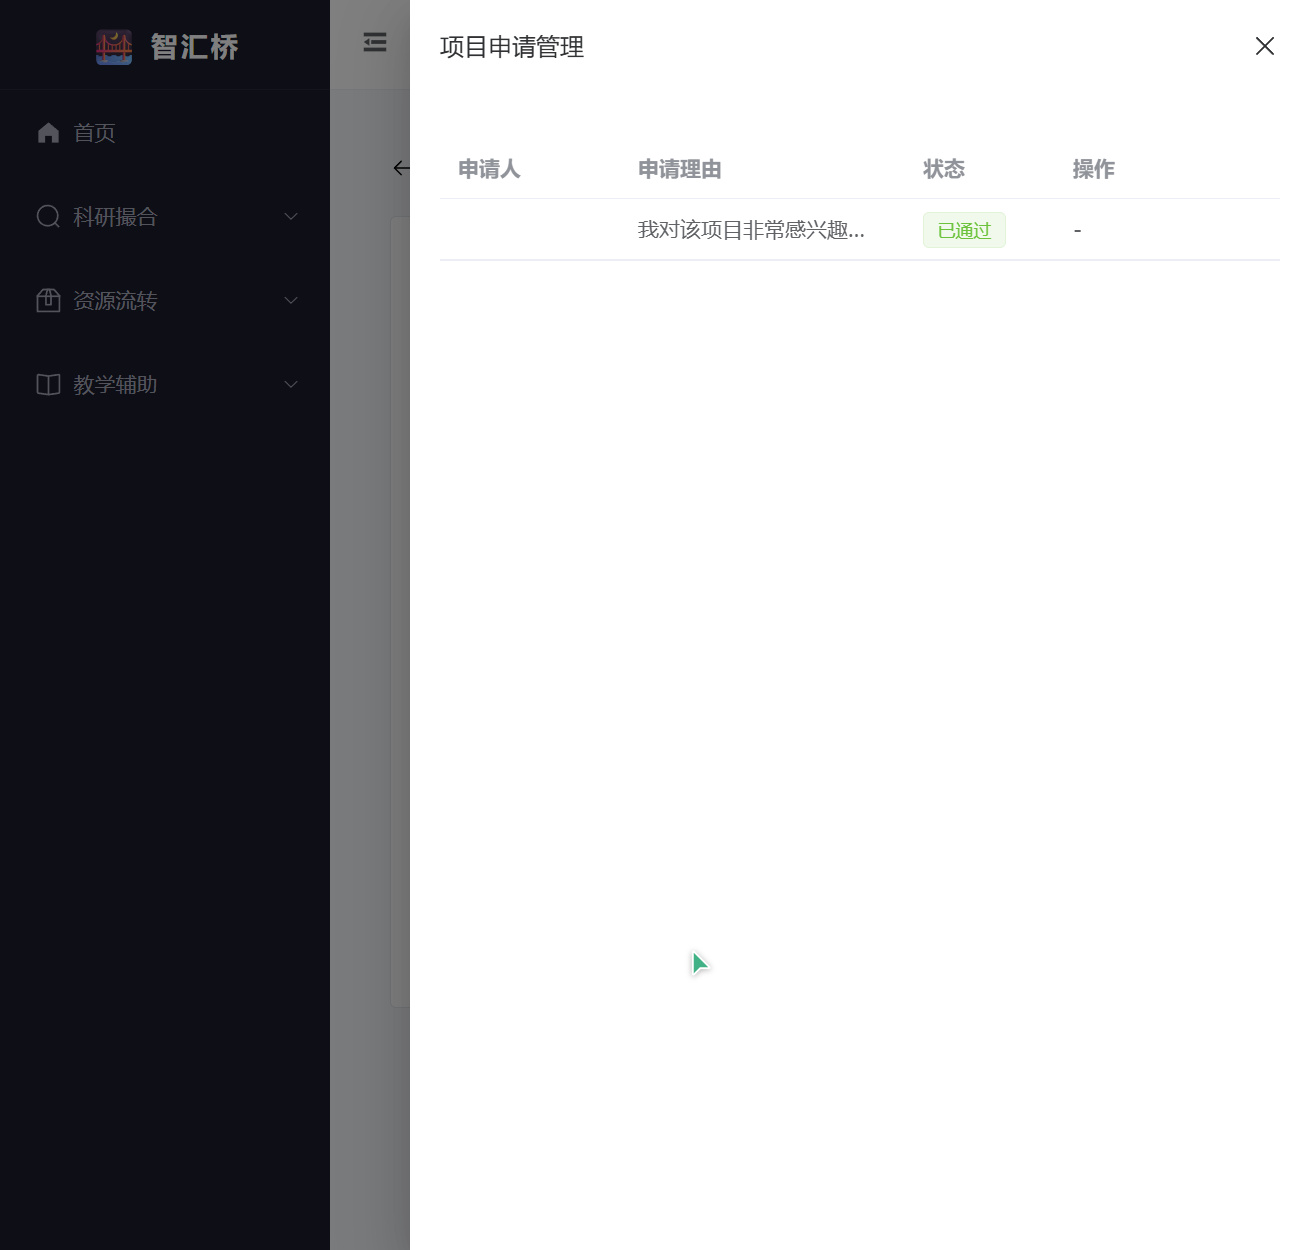 智汇桥
首页
科研撮合
资源流转
教学辅助
项目申请管理
申请人 申请理由 状态 操作
我对该项目非常感兴趣... 已通过 -